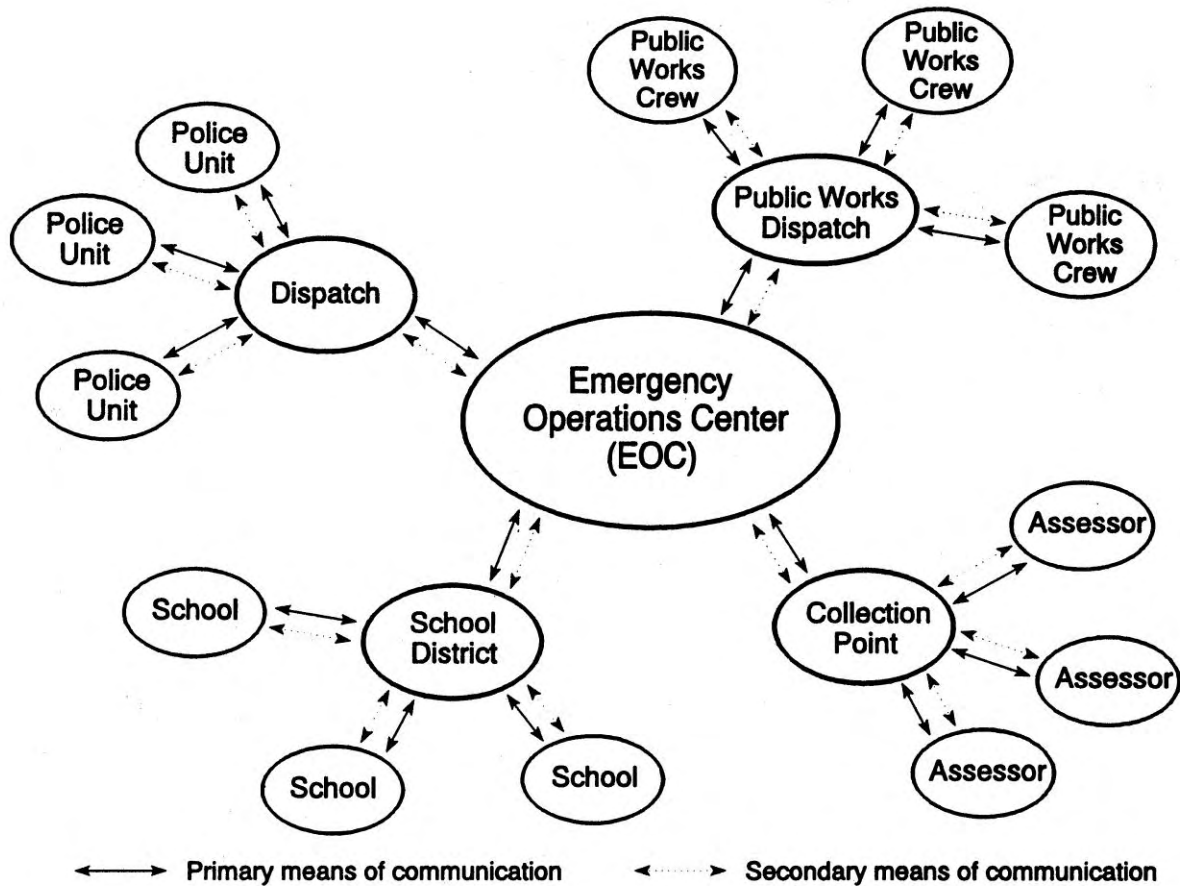 Public
Works
Crew
Public
Works
Crew
Police
Unit
Public Works
Dispatch
Public
Works
Crew
Police
Unit
Dispatch
Police
Unit
Emergency
Operations Center
(EOC)
Assessor
School
School
District
Collection
Point
Assessor
School
School
Assessor
Primary means of communication
Secondary means of communication